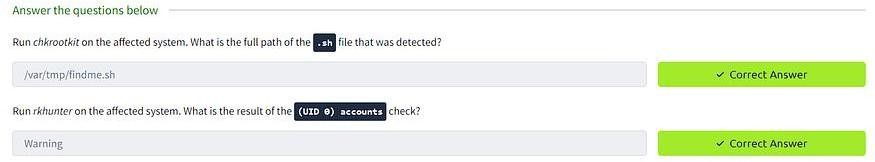 Answer the questions below
Run chkrootkit on the affected system. What is the full path of the .sh file that was detected?
/var/tmp/findme.sh
✓ Correct Answer
Run rkhunter on the affected system. What is the result of the (UID 0) accounts check?
Warning
✓ Correct Answer